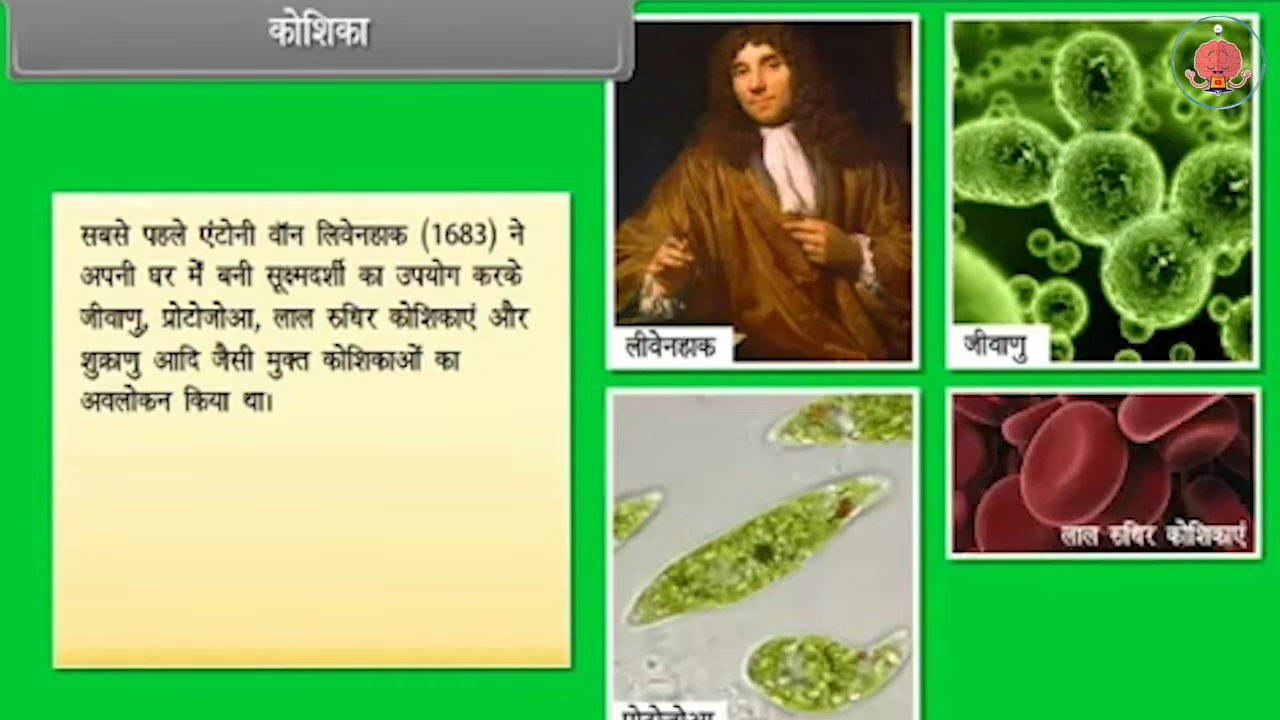 कोशिका
सबसे पहले एंटोनी वॉन लिवेनहाक (1683) ने
अपनी घर में बनी सूक्ष्मदर्शी का उपयोग करके
जीवाणु, प्रोटोजोआ, लाल रुधिर कोशिकाएं और
शुक्राणु आदि जैसी मुक्त कोशिकाओं का
अवलोकन किया था।
लीवेनहाक
जीवाणु
लाल रुधिर कोशिकाएं
प्रोटोजोआ